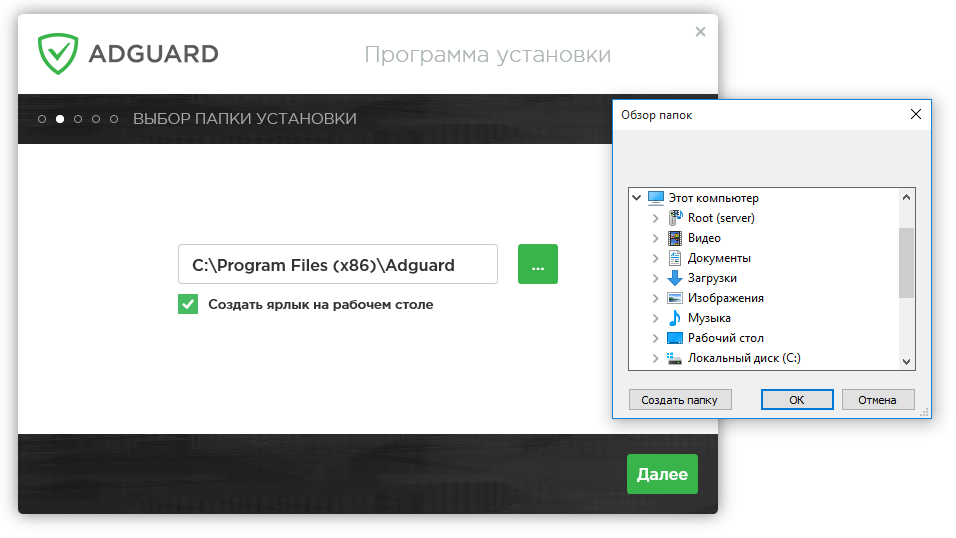 ADGUARD
Программа установки
ВЫБОР ПАПКИ УСТАНОВКИ
C:\Program Files (x86)\Adguard
...
Создать ярлык на рабочем столе
Далее
Обзор папок
Этот компьютер
Root (server)
Видео
Документы
Загрузки
Изображения
Музыка
Рабочий стол
Локальный диск (C:)
Создать папку
ОК
Отмена